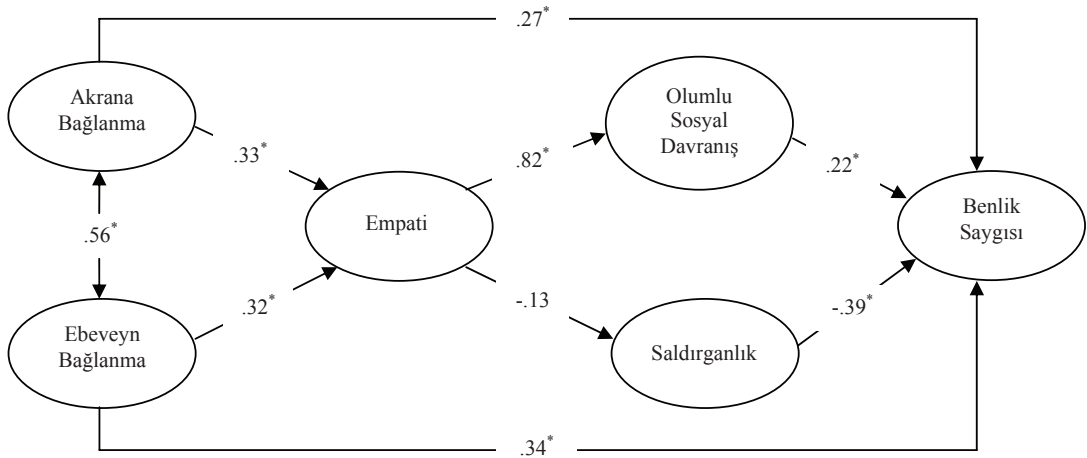 .27*
Akrana
Bağlanma
Olumlu
Sosyal
Davranış
.33*
.82*
.22*
Empati
Benlik
Saygısı
.56*
.32*
-.13
-.39*
Ebeveyn
Bağlanma
Saldırganlık
.34*